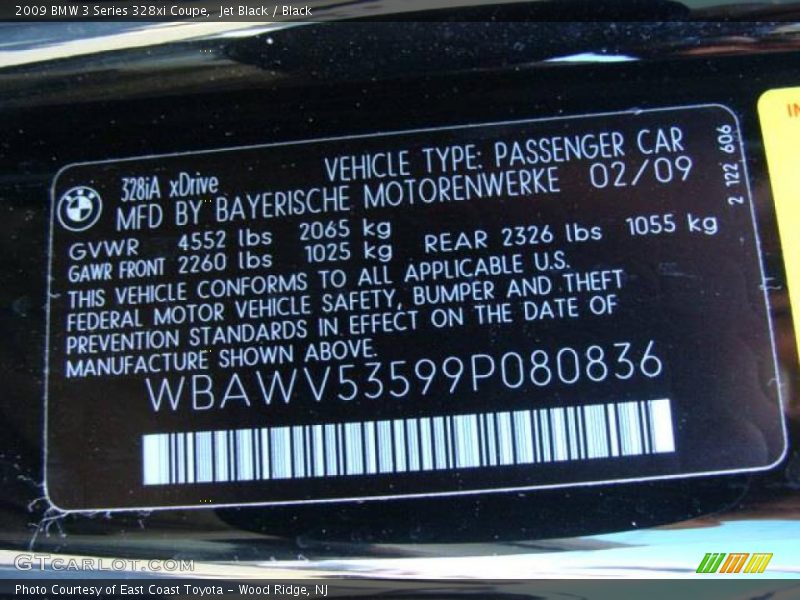 2009 BMW 3 Series 328xi Coupe, Jet Black / Black
328iA xDrive
VEHICLE TYPE: PASSENGER CAR
MFD BY BAYERISCHE MOTORENWERKE 02/09
GVWR 4552 lbs 2065 kg
GAWR FRONT 2260 lbs 1025 kg REAR 2326 lbs 1055 kg
THIS VEHICLE CONFORMS TO ALL APPLICABLE U.S.
FEDERAL MOTOR VEHICLE SAFETY, BUMPER AND THEFT
PREVENTION STANDARDS IN EFFECT ON THE DATE OF
MANUFACTURE SHOWN ABOVE.
WBAWV53599P080836
2 122 606
BMW
GTCARLOT.COM
Photo Courtesy of East Coast Toyota - Wood Ridge, NJ